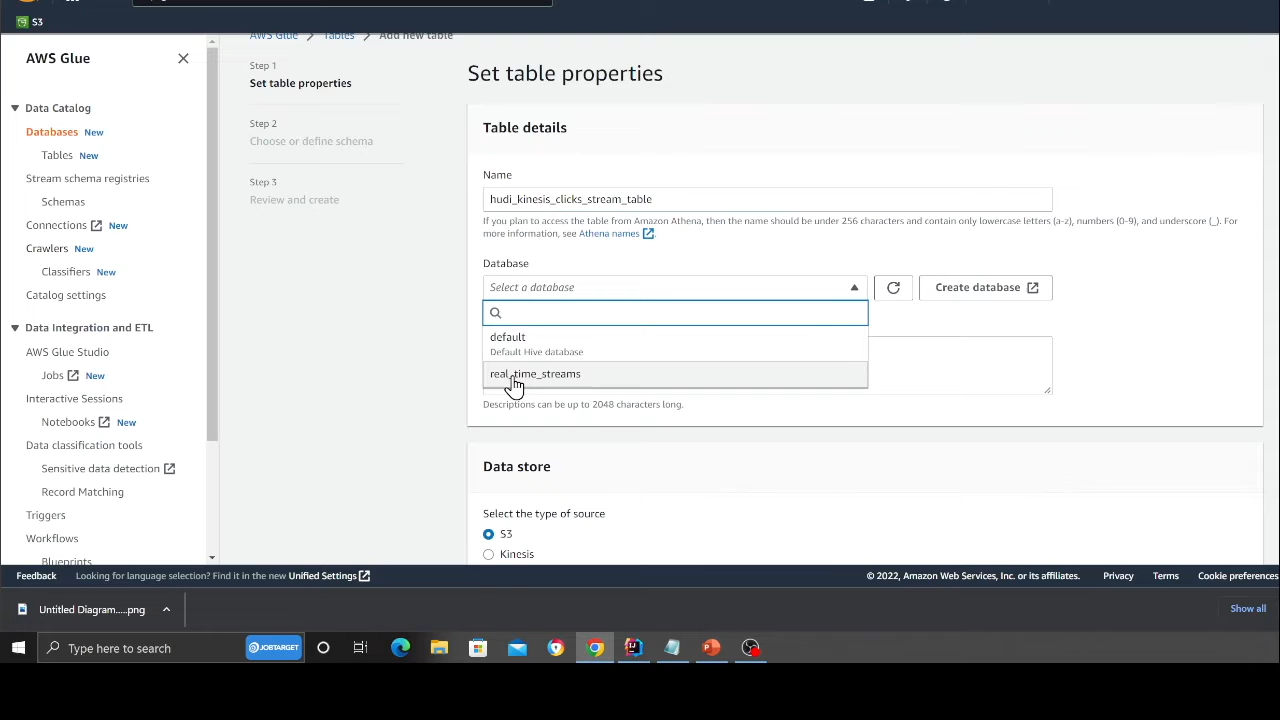 S3
AWS Glue
Data Catalog
Databases New
Tables New
Stream schema registries
Schemas
Connections New
Crawlers New
Classifiers New
Catalog settings
Data Integration and ETL
AWS Glue Studio
Jobs New
Interactive Sessions
Notebooks New
Data classification tools
Sensitive data detection
Record Matching
Triggers
Workflows
Blueprints
AWS Glue Tables Add new table
Step 1
Set table properties
Step 2
Choose or define schema
Step 3
Review and create
Set table properties
Table details
Name
hudi_kinesis_clicks_stream_table
If you plan to access the table from Amazon Athena, then the name should be under 256 characters and contain only lowercase letters (a-z), numbers (0-9), and underscore (_). For
more information, see Athena names .
Database
Select a database
Create database
default
Default Hive database
real_time_streams
Descriptions can be up to 2048 characters long.
Data store
Select the type of source
S3
Kinesis
Feedback Looking for language selection? Find it in the new Unified Settings
© 2022, Amazon Web Services, Inc. or its affiliates. Privacy Terms Cookie preferences
Untitled Diagram.....png
Show all
Type here to search
JOBTARGET